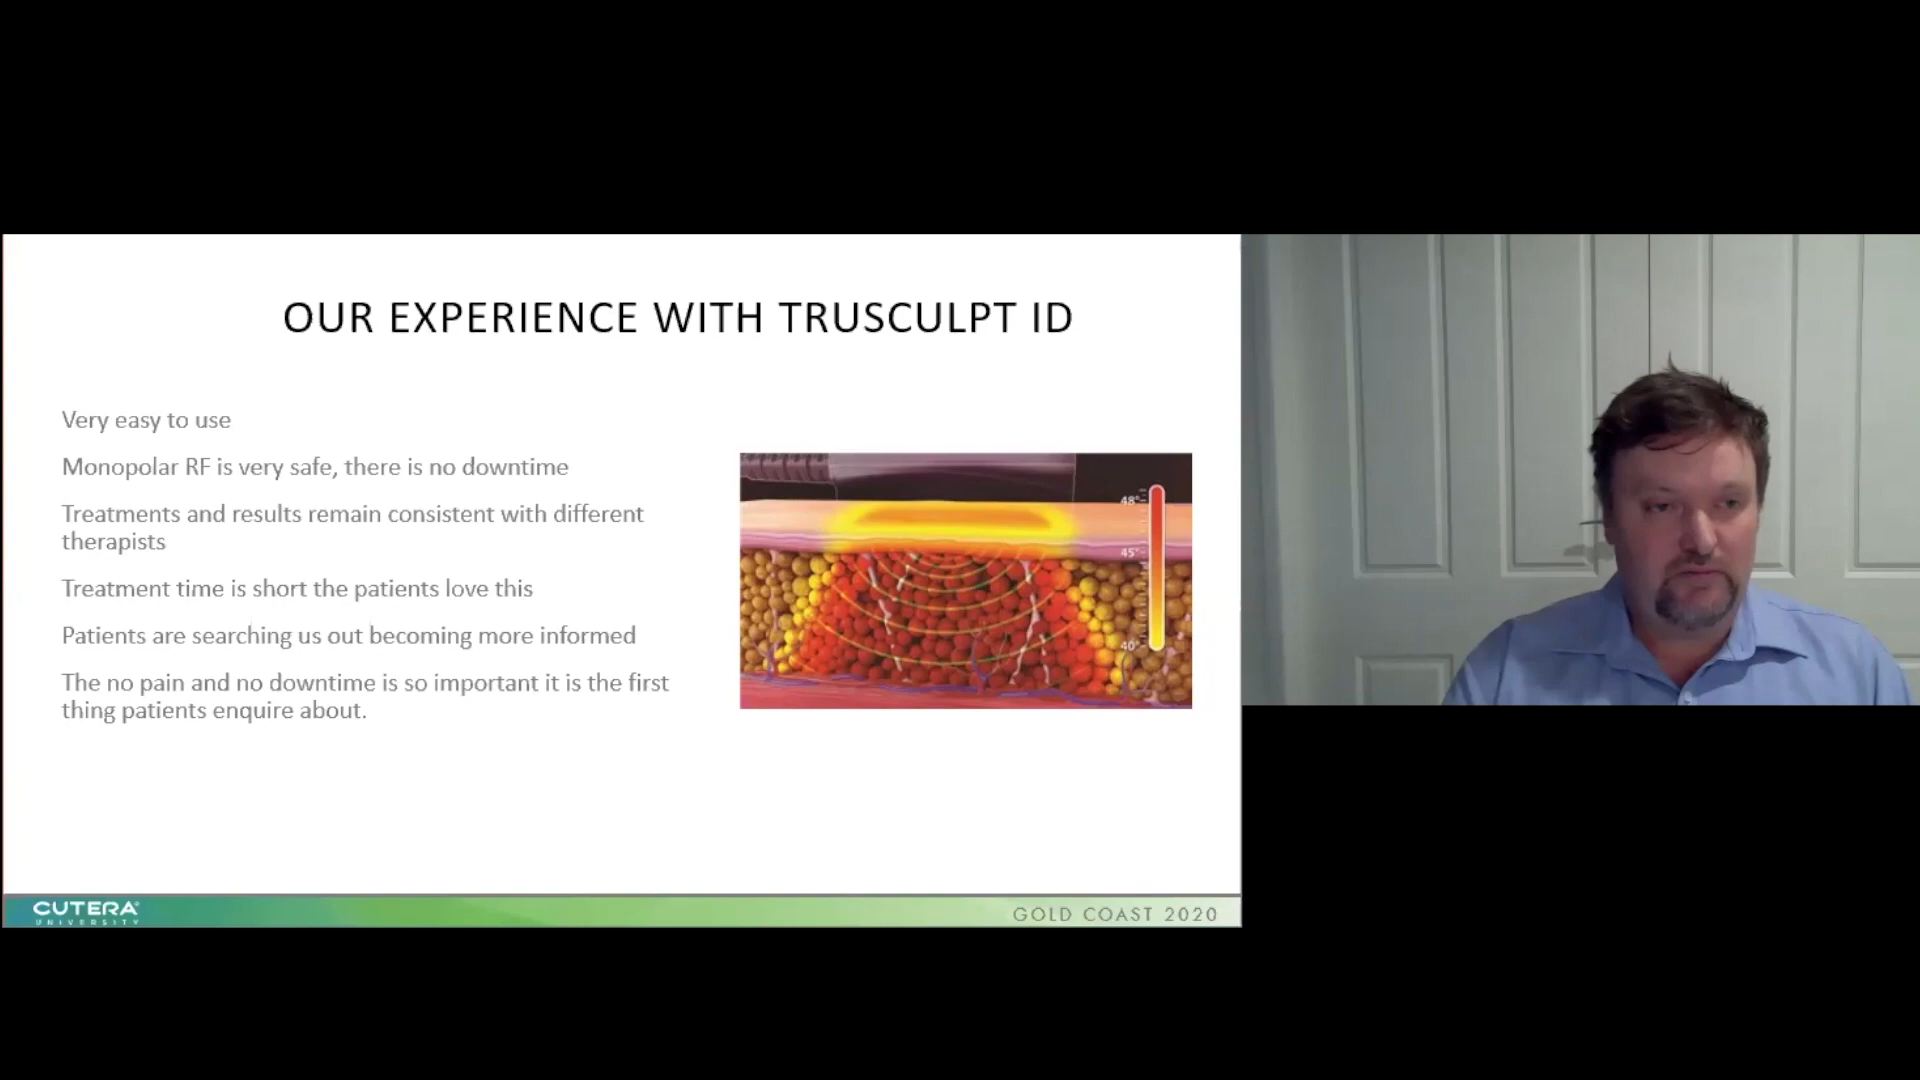 OUR EXPERIENCE WITH TRUSCULPT ID
Very easy to use
Monopolar RF is very safe, there is no downtime
Treatments and results remain consistent with different
therapists
Treatment time is short the patients love this
Patients are searching us out becoming more informed
The no pain and no downtime is so important it is the first
thing patients enquire about.
48°
45°
40°
CUTERA®
UNIVERSITY
GOLD COAST 2020